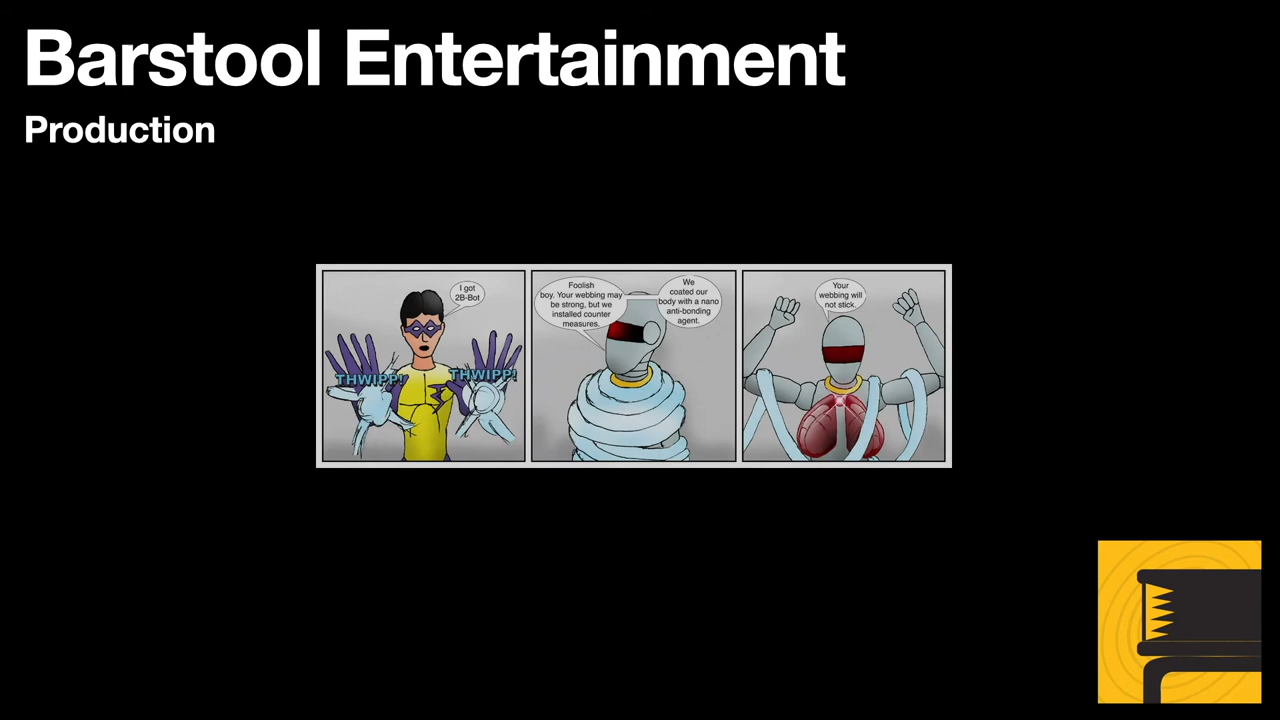 Barstool Entertainment
Production
I got
2B-Bot
THWIPP!
THWIPP!
Foolish
boy. Your webbing may
be strong, but we
installed counter
measures.
We
coated our
body with a nano
anti-bonding
agent.
Your
webbing will
not stick.